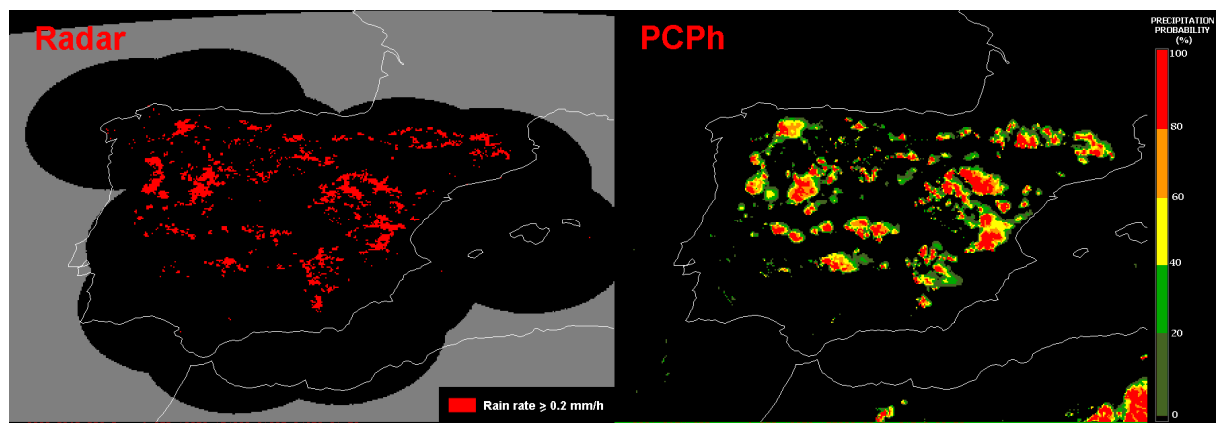 Radar
PCPh
PRECIPITATION
PROBABILITY
(%)
100
80
60
40
20
0
Rain rate ⩾ 0.2 mm/h